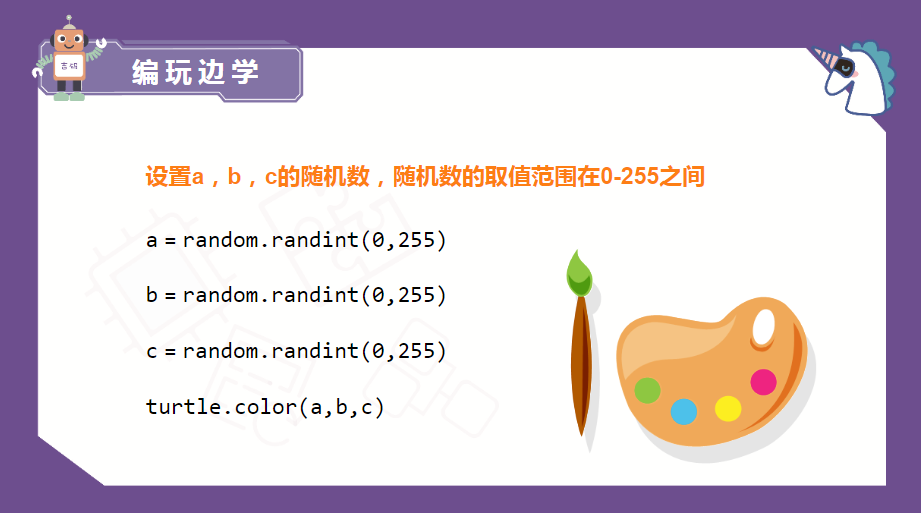 编玩边学
设置a，b，c的随机数，随机数的取值范围在0-255之间
a = random.randint(0,255)
b = random.randint(0,255)
c = random.randint(0,255)
turtle.color(a,b,c)